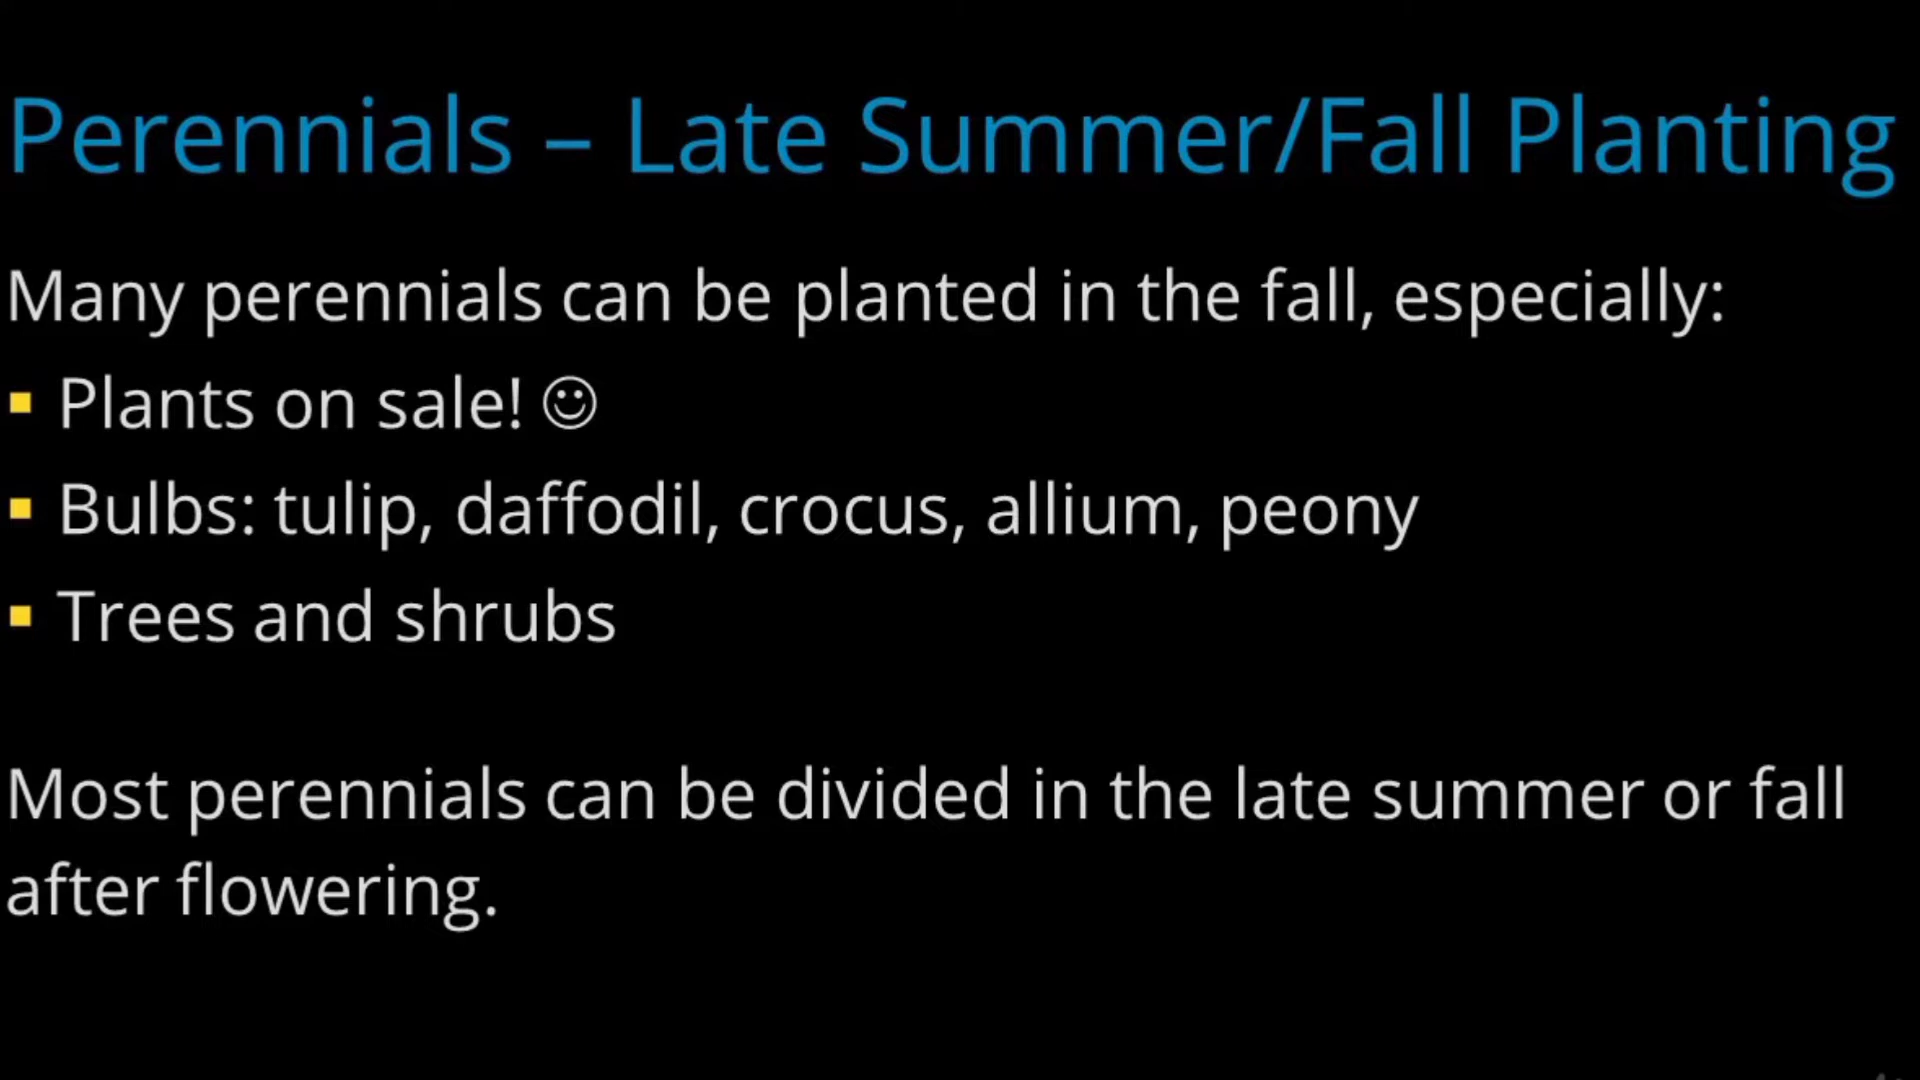 Perennials – Late Summer/Fall Planting
Many perennials can be planted in the fall, especially:
▪ Plants on sale! ☺
▪ Bulbs: tulip, daffodil, crocus, allium, peony
▪ Trees and shrubs
Most perennials can be divided in the late summer or fall
after flowering.